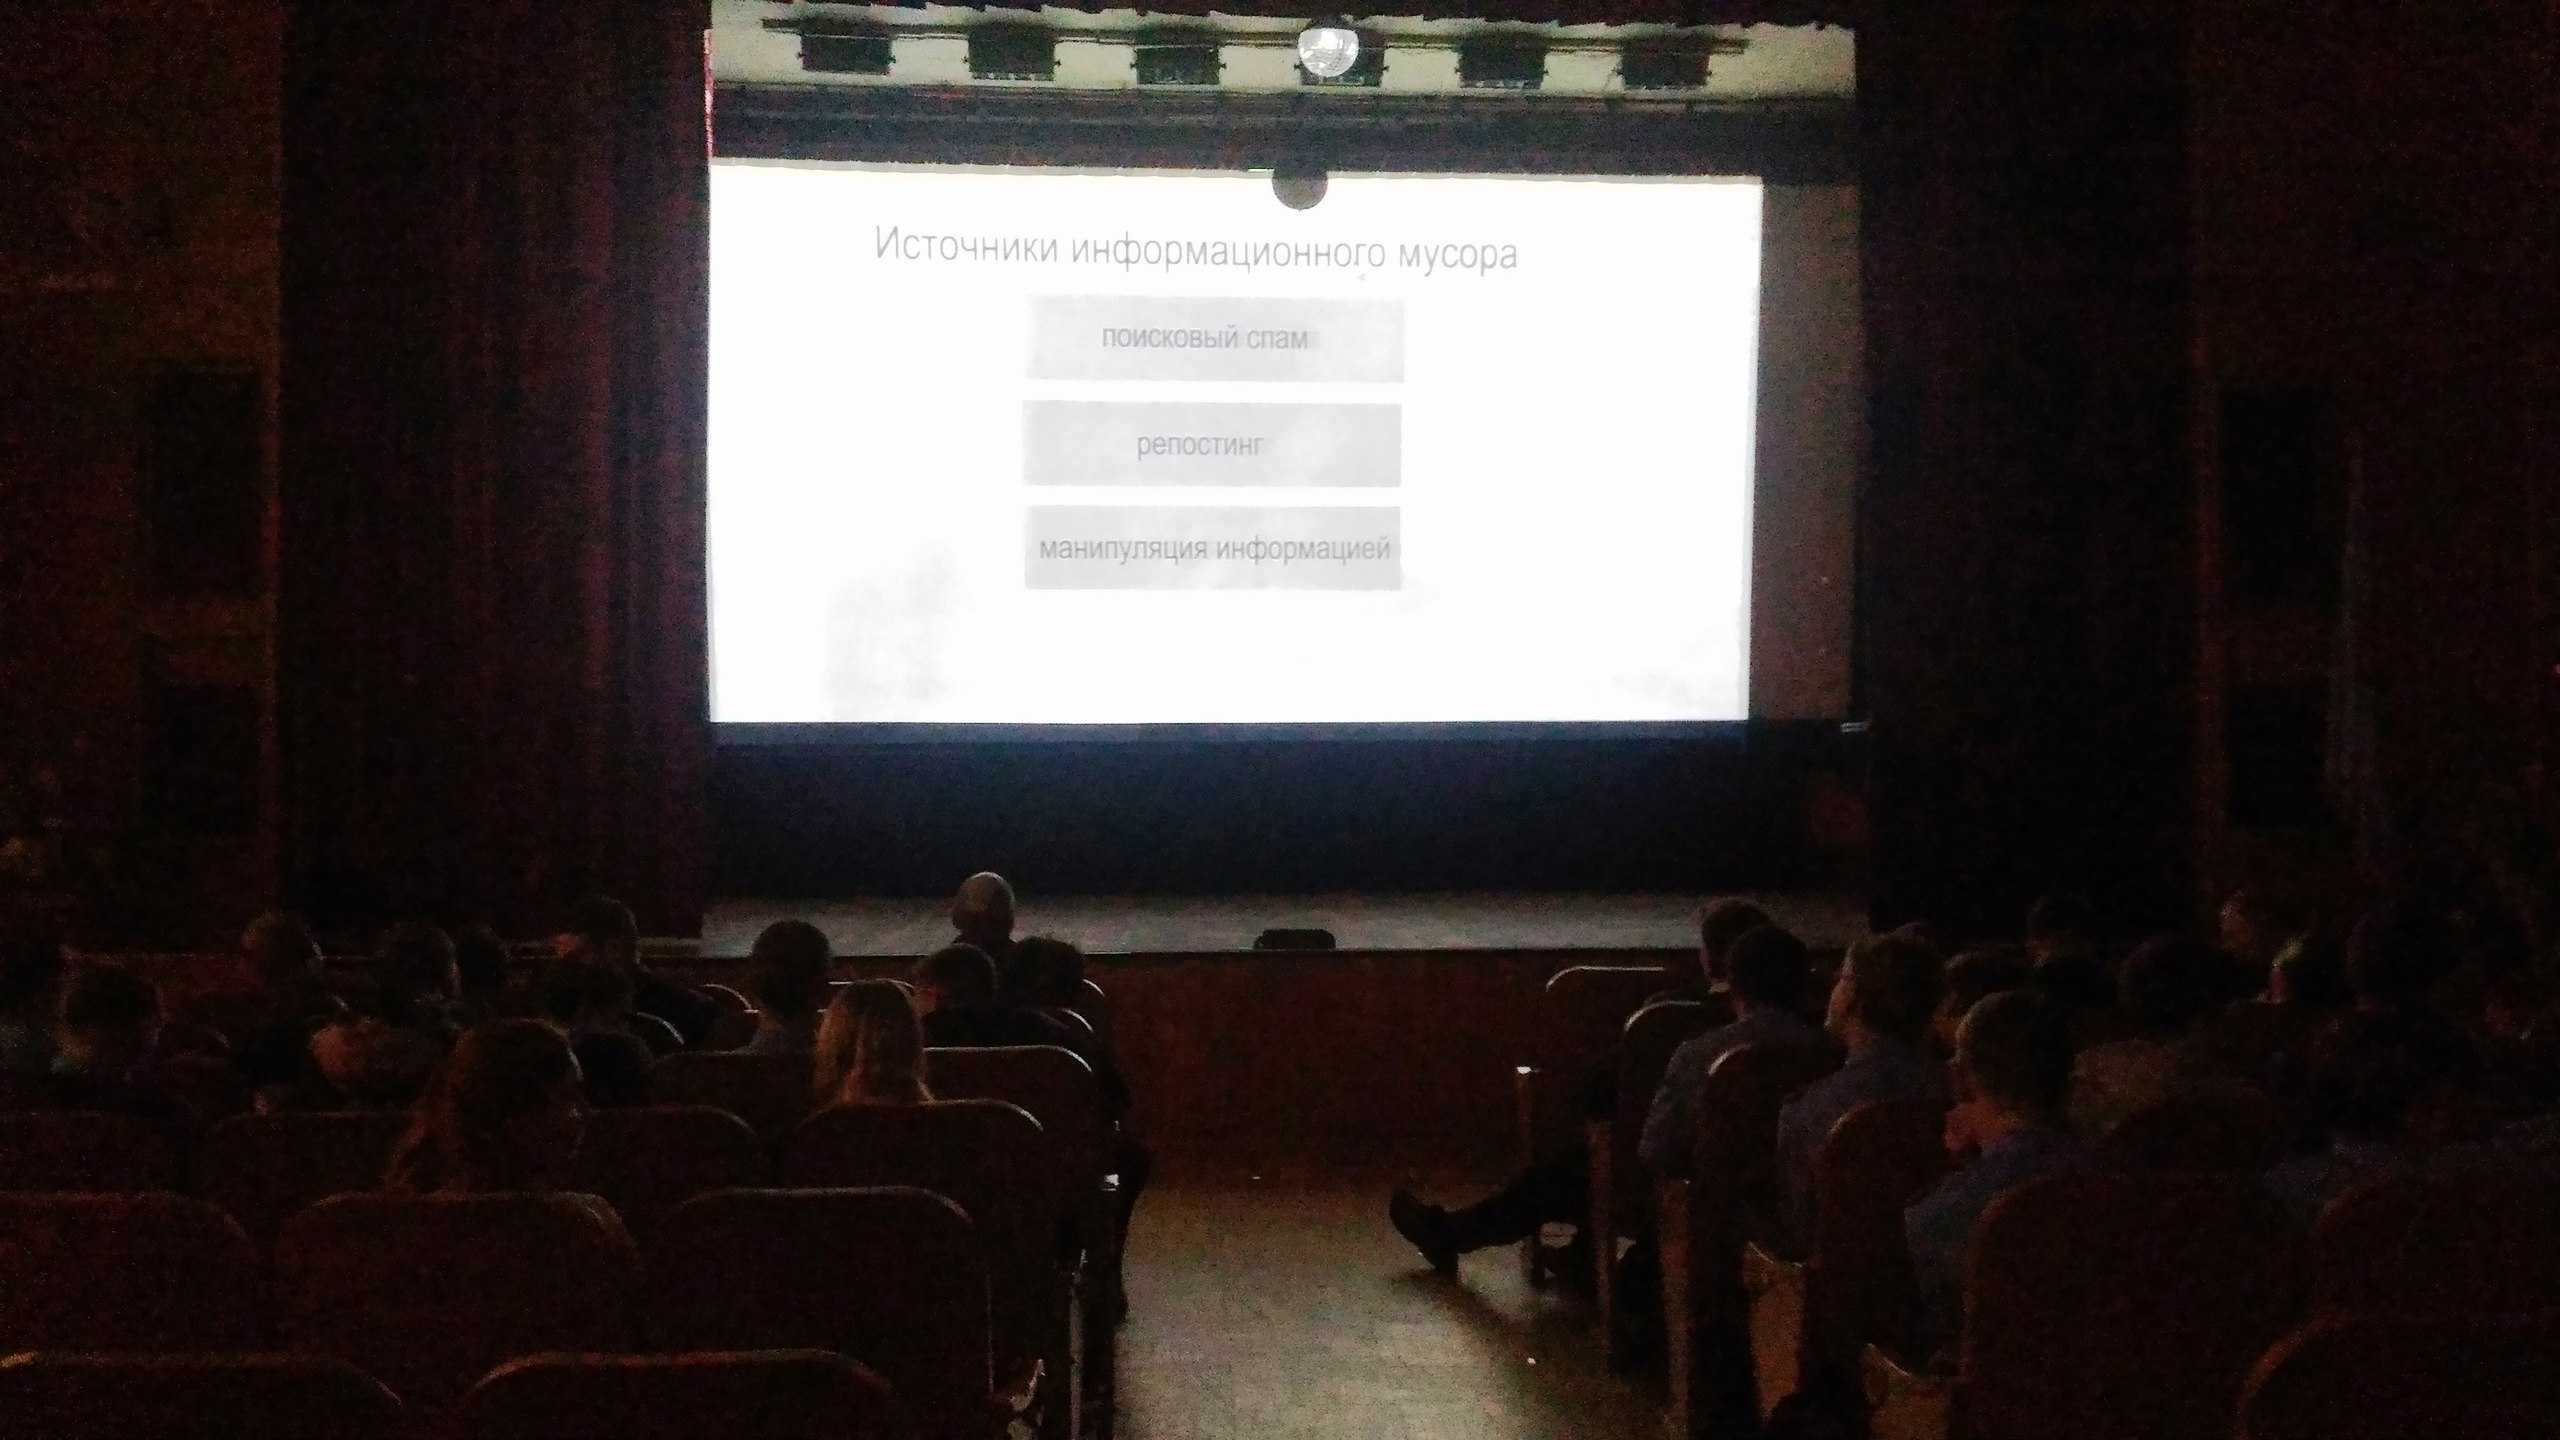 Источники информационного мусора
поисковый спам
репостинг
манипуляция информацией